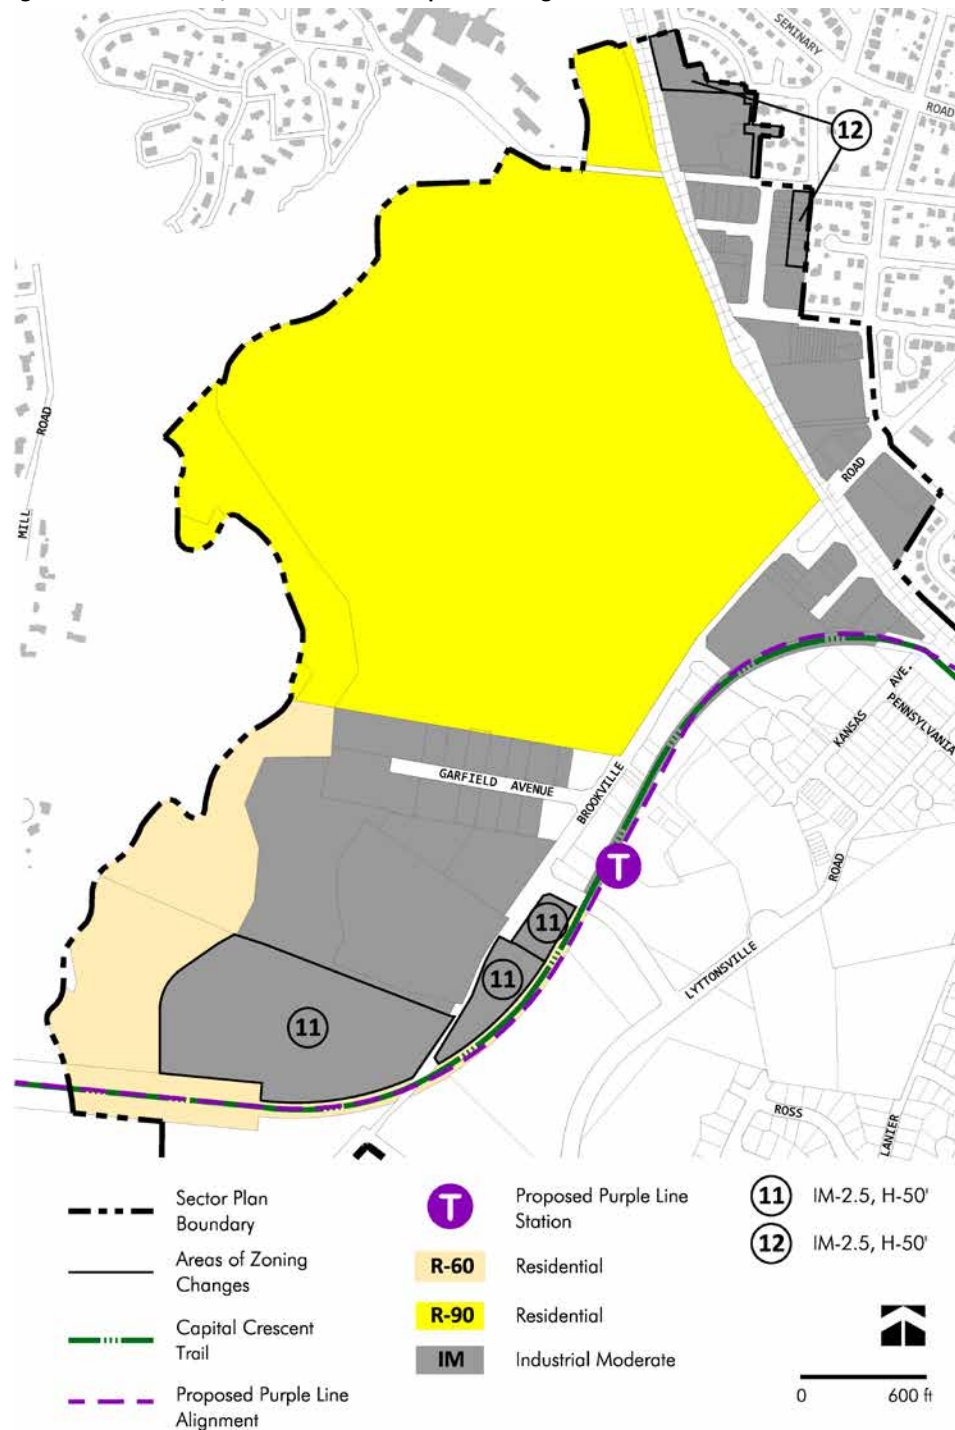 SEMINARY
ROAD
12
ROAD
MILL
ROAD
AVE.
KANSAS
PENNSYLVANIA
GARFIELD AVENUE
BROOKVILLE
T
ROAD
11
LYTTONSVILLE
11
11
ROSS
LANIER
Sector Plan
Boundary
Areas of Zoning
Changes
Capital Crescent
Trail
Proposed Purple Line
Alignment
T
Proposed Purple Line
Station
R-60 Residential
R-90 Residential
IM Industrial Moderate
11 IM-2.5, H-50'
12 IM-2.5, H-50'
0 600 ft